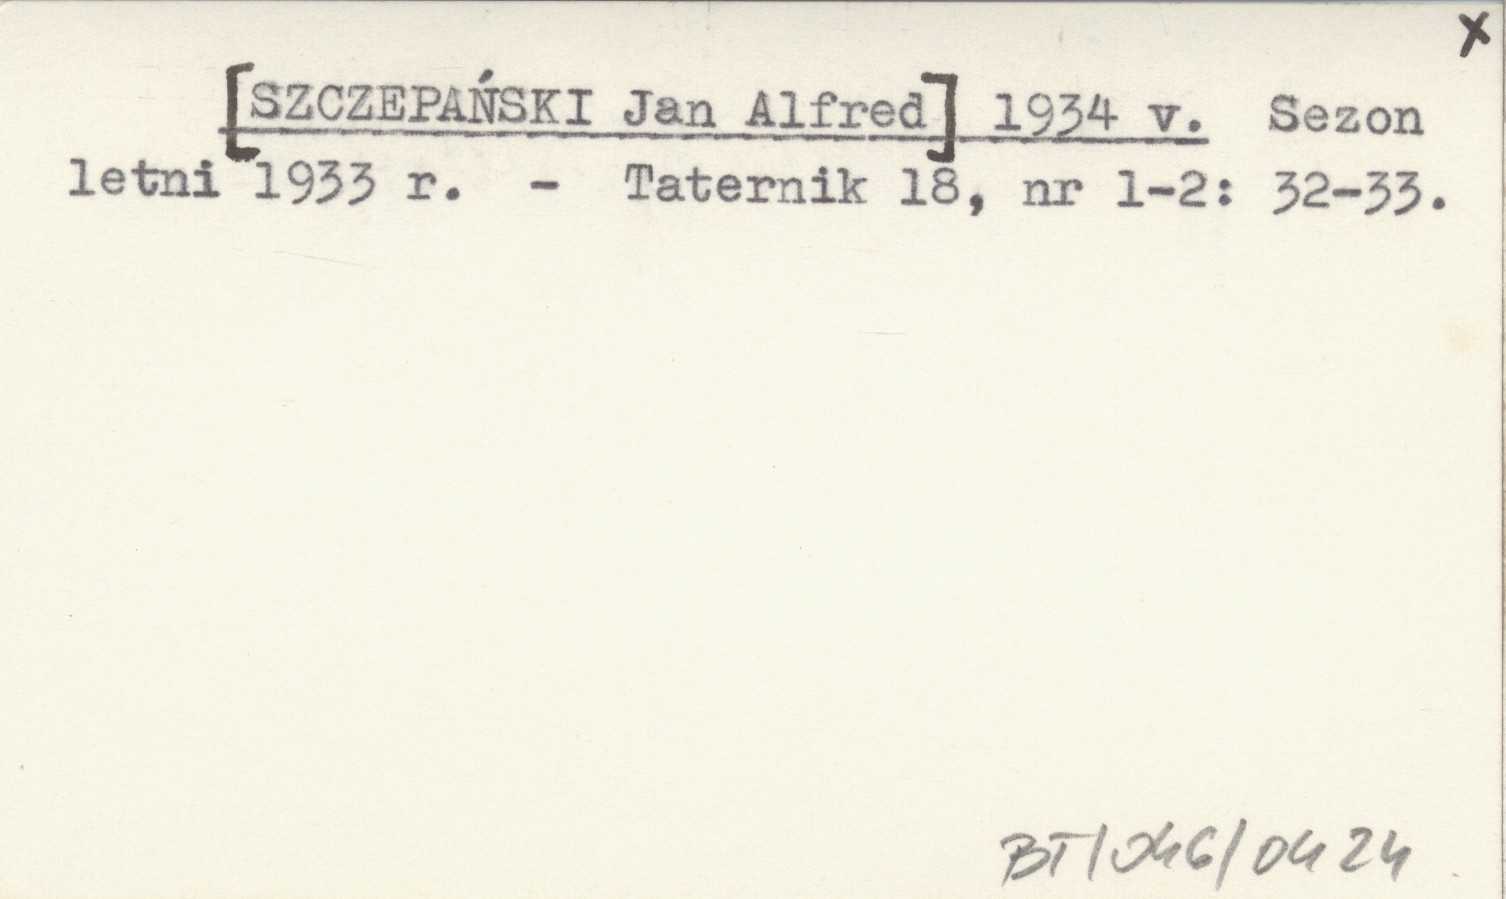 x
[SZCZEPAŃSKI Jan Alfred] 1934 v. Sezon
letni 1933 r. - Taternik 18, nr 1-2: 32-33.
BT/046/0424